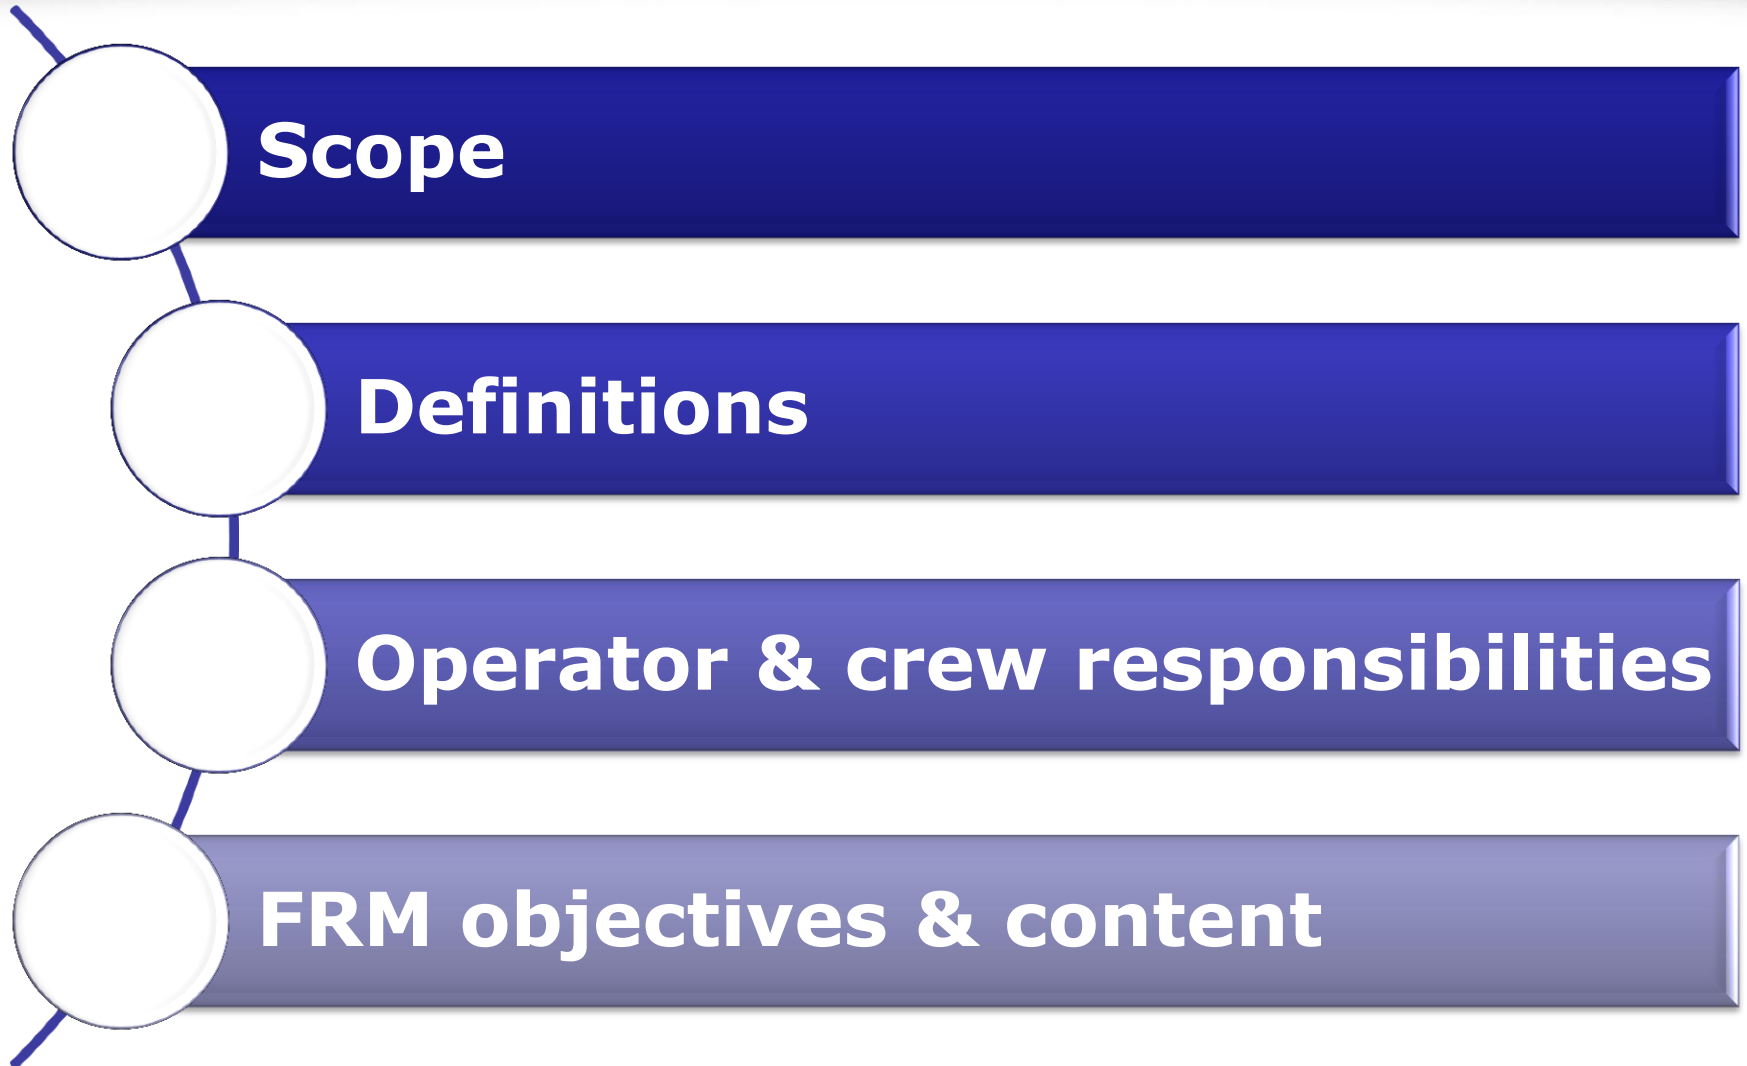 Scope
Definitions
Operator & crew responsibilities
FRM objectives & content